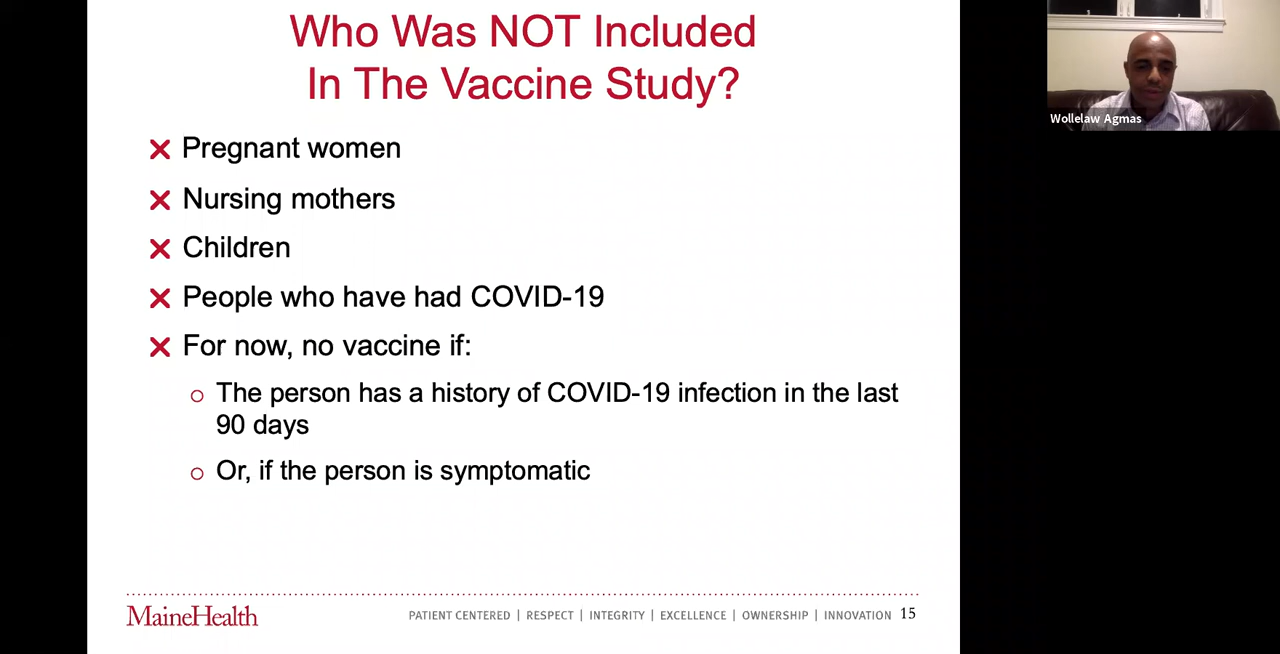 Who Was NOT Included
In The Vaccine Study?
Pregnant women
Nursing mothers
Children
People who have had COVID-19
For now, no vaccine if:
The person has a history of COVID-19 infection in the last
90 days
Or, if the person is symptomatic
MaineHealth
PATIENT CENTERED | RESPECT | INTEGRITY | EXCELLENCE | OWNERSHIP | INNOVATION 15
Wollelaw Agmas